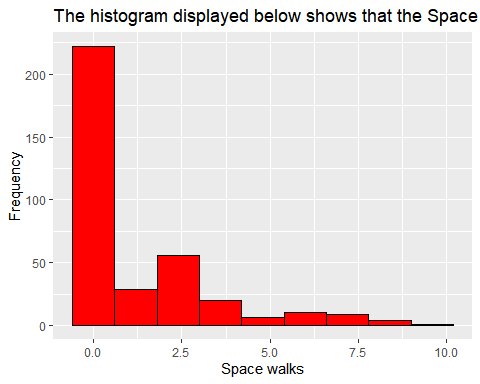 The histogram displayed below shows that the Space
Frequency
200
150
100
50
0
0.0 2.5 5.0 7.5 10.0
Space walks